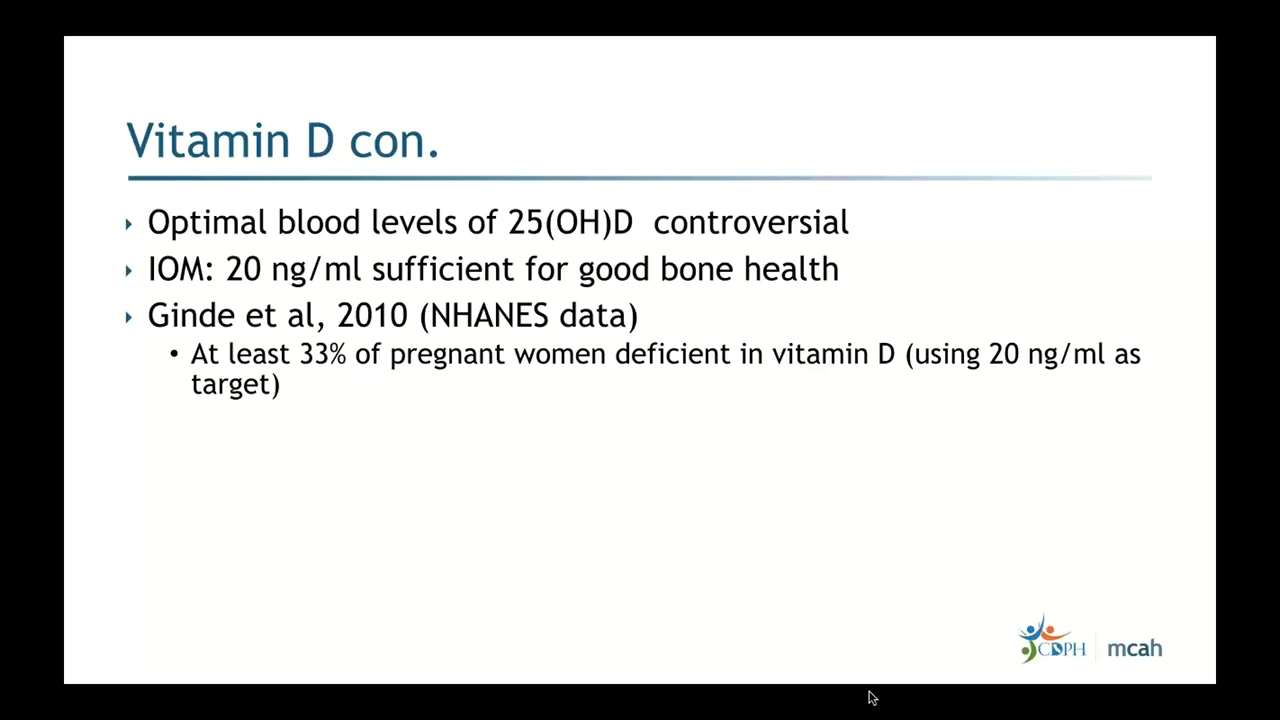 Vitamin D con.
Optimal blood levels of 25(OH)D  controversial
IOM: 20 ng/ml sufficient for good bone health
Ginde et al, 2010 (NHANES data)
• At least 33% of pregnant women deficient in vitamin D (using 20 ng/ml as
target)
CDPH mcah